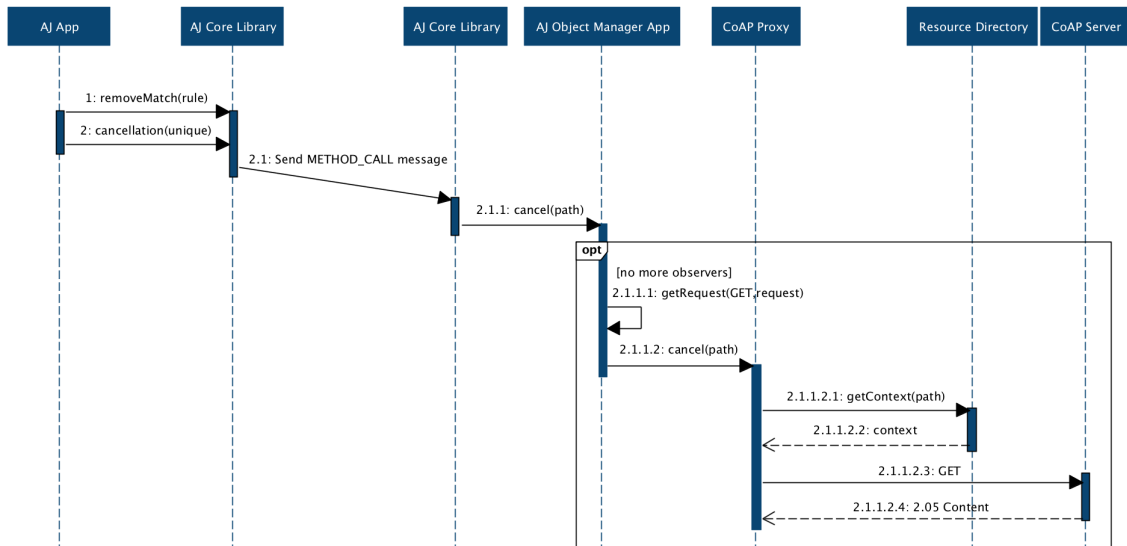 AJ App
AJ Core Library
AJ Core Library
AJ Object Manager App
CoAP Proxy
Resource Directory
CoAP Server
1: removeMatch(rule)
2: cancellation(unique)
2.1: Send METHOD_CALL message
2.1.1: cancel(path)
opt
[no more observers]
2.1.1.1: getRequest(GET,request)
2.1.1.2: cancel(path)
2.1.1.2.1: getContext(path)
2.1.1.2.2: context
2.1.1.2.3: GET
2.1.1.2.4: 2.05 Content